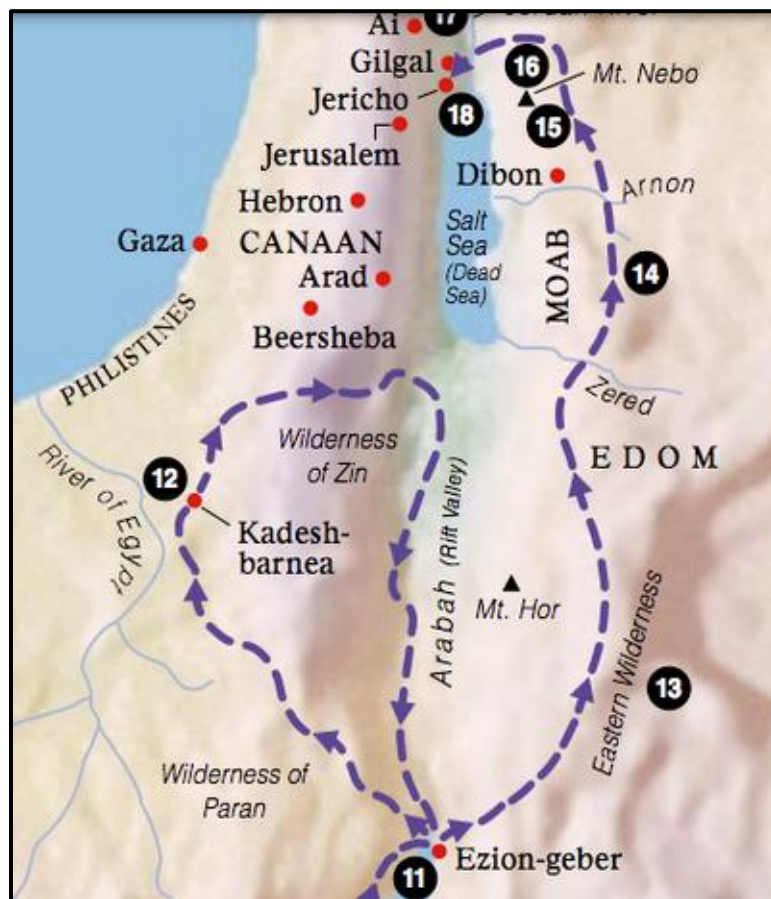 17
Ai
Gilgal
16
Mt. Nebo
Jericho
18
15
Jerusalem
Dibon
Arnon
Hebron
Salt
Sea
(Dead
Sea)
Gaza
CANAAN
MOAB
14
Arad
Beersheba
PHILISTINES
Zered
Wilderness
of Zin
EDOM
12
River of Egypt
Kadesh-
barnea
Arabah (Rift Valley)
Mt. Hor
Eastern Wilderness
13
Wilderness of
Paran
Ezion-geber
11